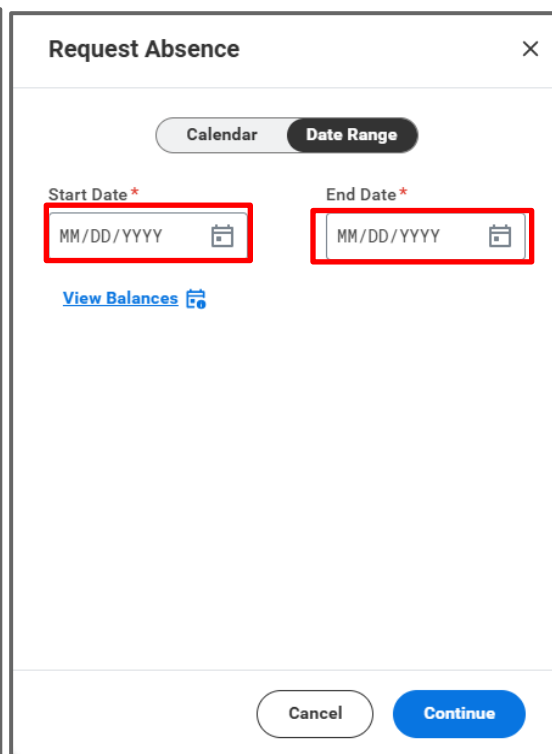 Request Absence
Calendar Date Range
Start Date* End Date*
MM/DD/YYYY MM/DD/YYYY
View Balances
Cancel Continue